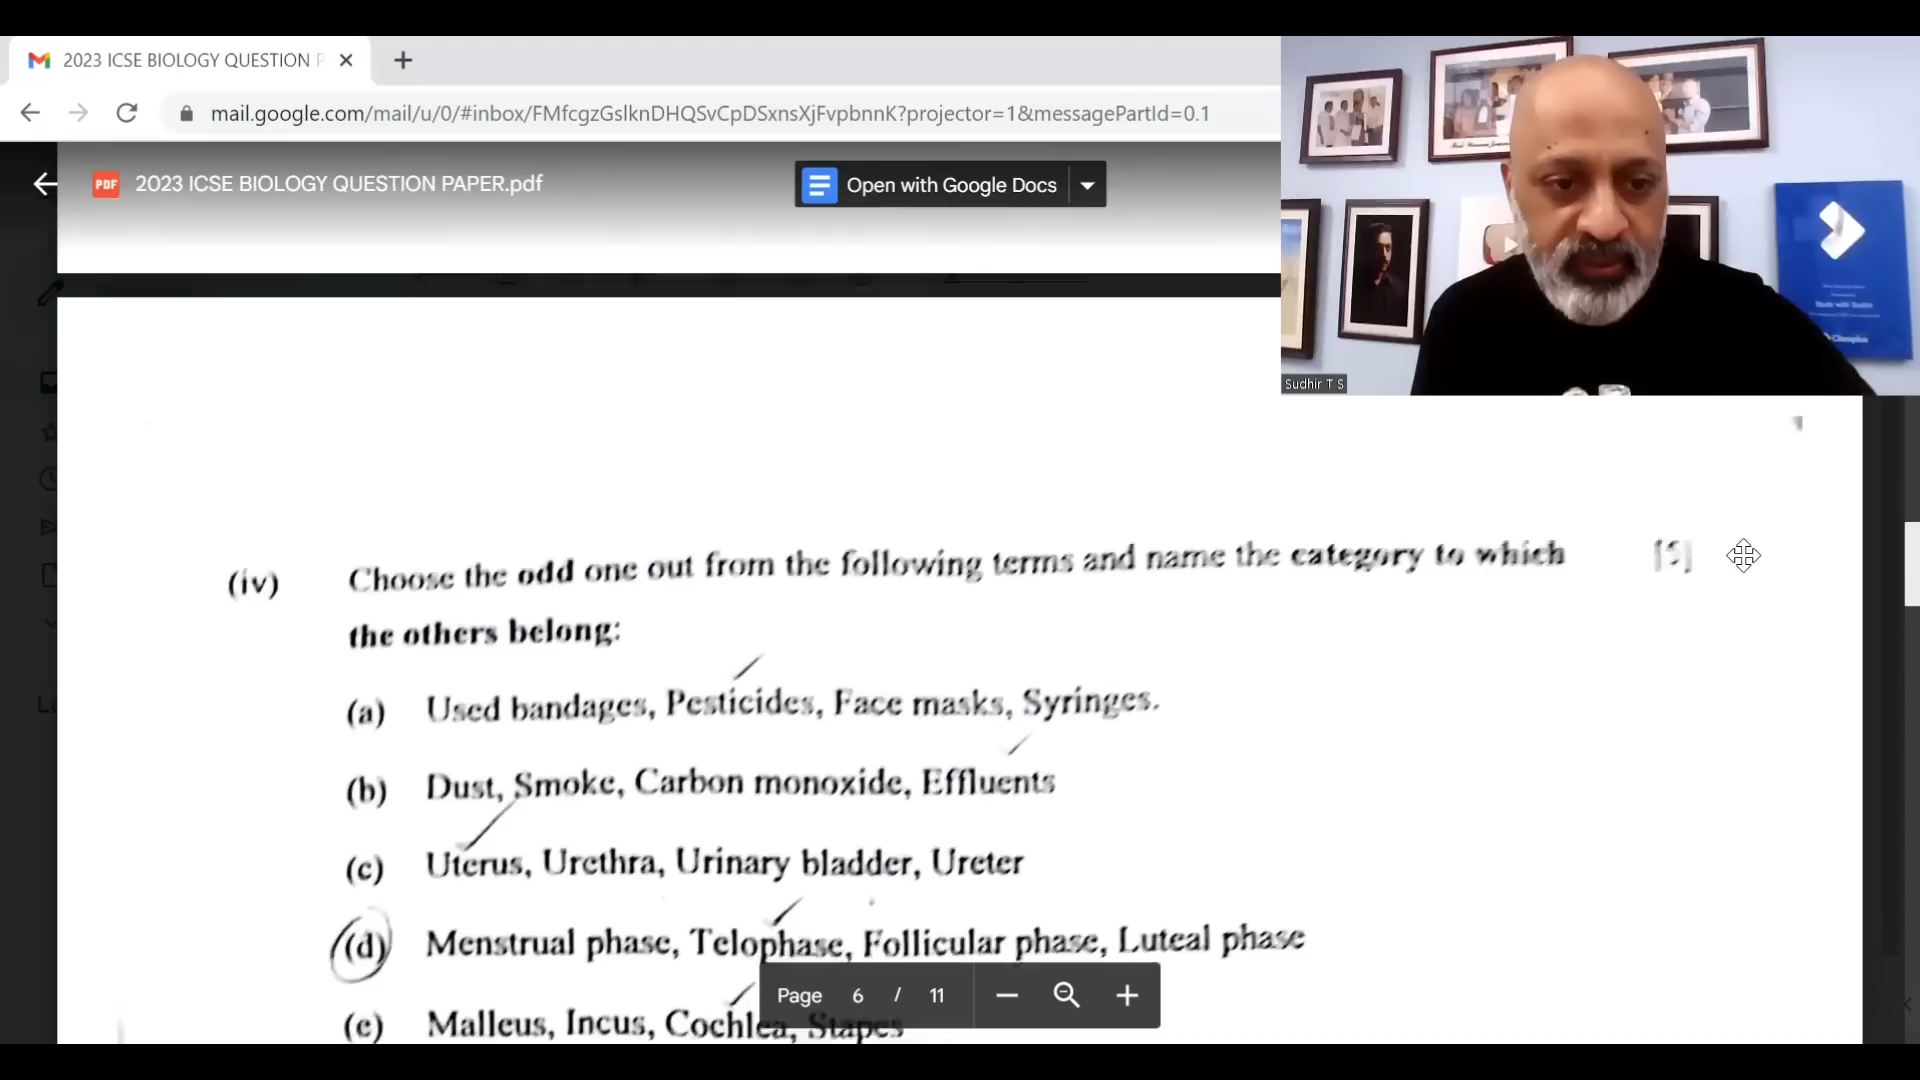 2023 ICSE BIOLOGY QUESTION P
mail.google.com/mail/u/0/#inbox/FMfcgzGslknDHQSvCpDSxnsXjFvpbnnK?projector=1&messagePartId=0.1
PDF 2023 ICSE BIOLOGY QUESTION PAPER.pdf
Open with Google Docs
Sudhir T S
(iv) Choose the odd one out from the following terms and name the category to which [5]
the others belong:
(a) Used bandages, Pesticides, Face masks, Syringes.
(b) Dust, Smoke, Carbon monoxide, Effluents
(c) Uterus, Urethra, Urinary bladder, Ureter
(d) Menstrual phase, Telophase, Follicular phase, Luteal phase
(e) Malleus, Incus, Cochlea, Stapes
Page 6 / 11